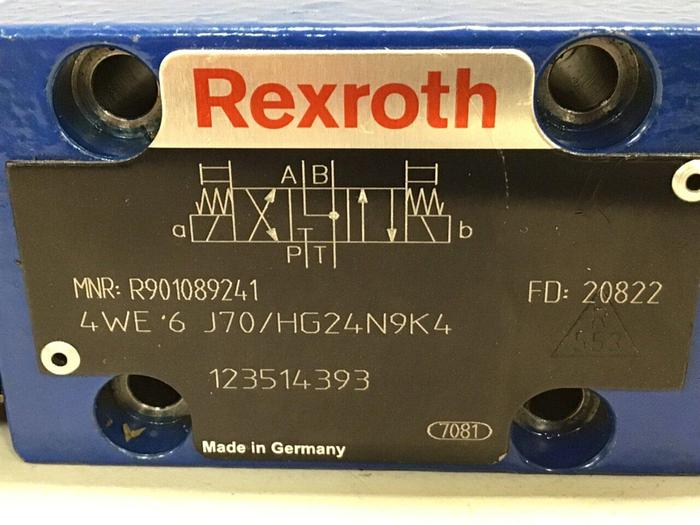 Rexroth
A B
a b
P T
MNR: R901089241 FD: 20822
4WE 6 J70/HG24N9K4
123514393
7081
Made in Germany